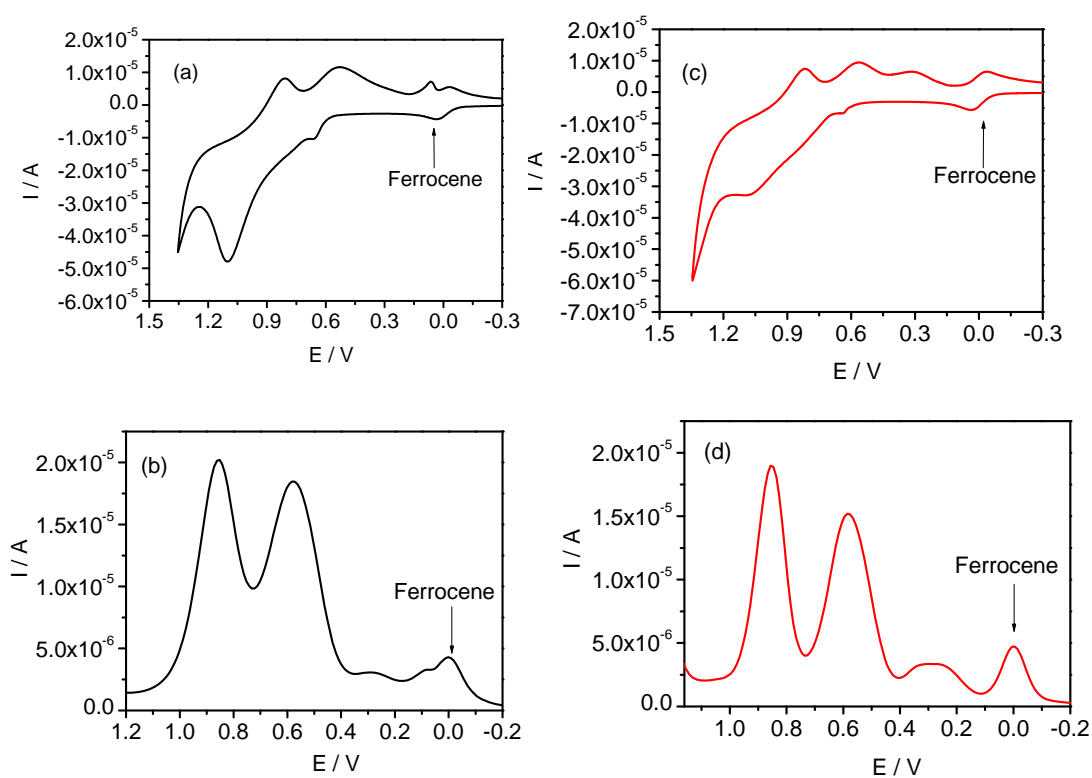 (a)
I / A
2.0x10-5
1.0x10-5
0.0
-1.0x10-5
-2.0x10-5
-3.0x10-5
-4.0x10-5
-5.0x10-5
-6.0x10-5
Ferrocene
1.5 1.2 0.9 0.6 0.3 0.0 -0.3
E / V
(c)
I / A
2.0x10-5
1.0x10-5
0.0
-1.0x10-5
-2.0x10-5
-3.0x10-5
-4.0x10-5
-5.0x10-5
-6.0x10-5
-7.0x10-5
Ferrocene
1.5 1.2 0.9 0.6 0.3 0.0 -0.3
E / V
(b)
I / A
2.0x10-5
1.5x10-5
1.0x10-5
5.0x10-6
0.0
Ferrocene
1.2 1.0 0.8 0.6 0.4 0.2 0.0 -0.2
E / V
(d)
I / A
2.0x10-5
1.5x10-5
1.0x10-5
5.0x10-6
0.0
Ferrocene
1.0 0.8 0.6 0.4 0.2 0.0 -0.2
E / V